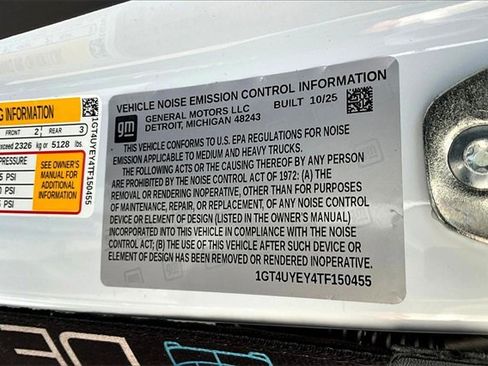 NG INFORMATION
FRONT 2 REAR 3
exceed 2326 kg or 5128 lbs.
PRESSURE
5 PSI
0 PSI
5 PSI
SEE OWNER'S
MANUAL FOR
ADDITIONAL
INFORMATION
1GT4UYEY4TF150455
VEHICLE NOISE EMISSION CONTROL INFORMATION
gm
GENERAL MOTORS LLC BUILT 10/25
DETROIT, MICHIGAN 48243
THIS VEHICLE CONFORMS TO U.S. EPA REGULATIONS FOR NOISE
EMISSION APPLICABLE TO MEDIUM AND HEAVY TRUCKS.
THE FOLLOWING ACTS OR THE CAUSING THEREOF BY ANY PERSON
ARE PROHIBITED BY THE NOISE CONTROL ACT OF 1972: (A) THE
REMOVAL OR RENDERING INOPERATIVE, OTHER THAN FOR PURPOSES
OF MAINTENANCE, REPAIR, OR REPLACEMENT, OF ANY NOISE CONTROL
DEVICE OR ELEMENT OF DESIGN (LISTED IN THE OWNER'S MANUAL)
INCORPORATED INTO THIS VEHICLE IN COMPLIANCE WITH THE NOISE
CONTROL ACT; (B) THE USE OF THIS VEHICLE AFTER SUCH DEVICE OR
ELEMENT OF DESIGN HAS BEEN REMOVED OR RENDERED INOPERATIVE.
1GT4UYEY4TF150455